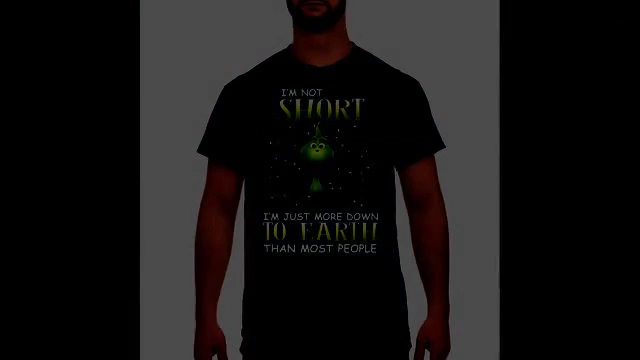 I'M NOT
SHORT
I'M JUST MORE DOWN
TO EARTH
THAN MOST PEOPLE